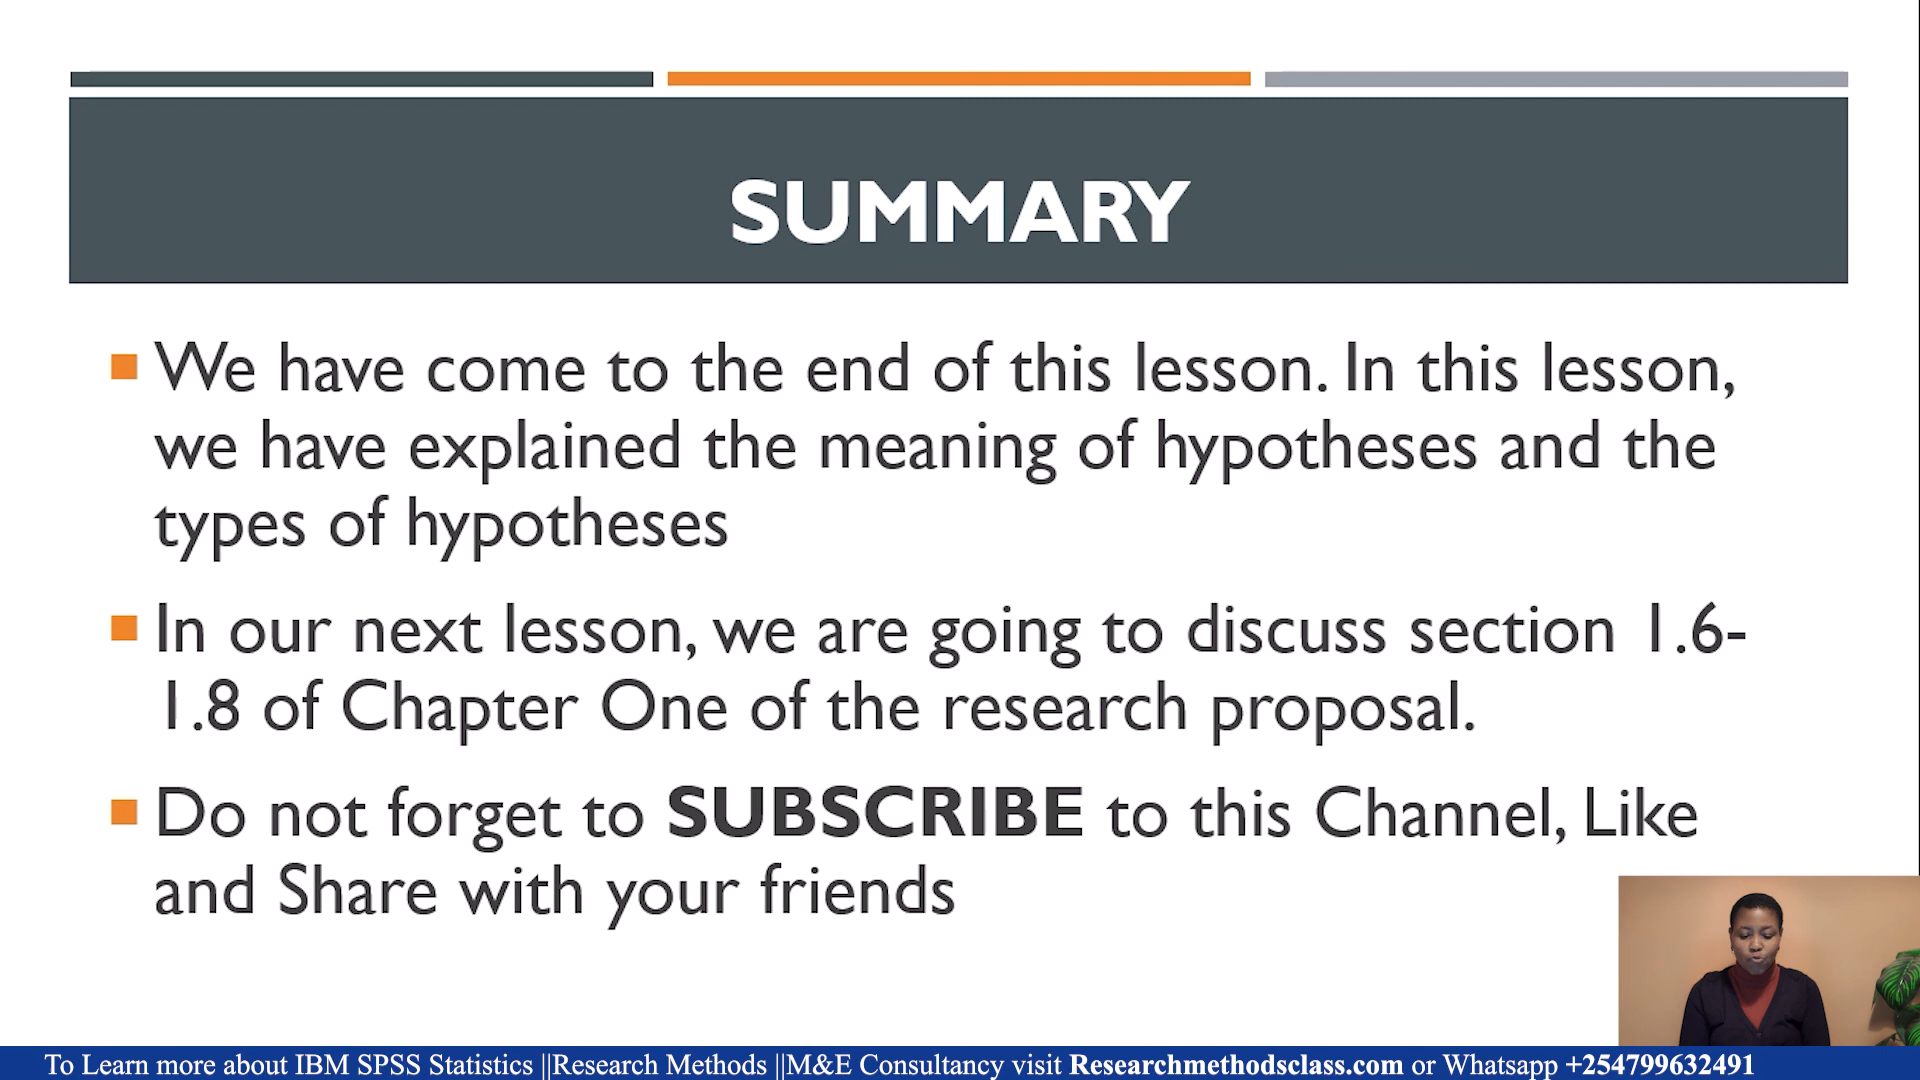 SUMMARY
We have come to the end of this lesson. In this lesson,
we have explained the meaning of hypotheses and the
types of hypotheses
In our next lesson, we are going to discuss section 1.6-
1.8 of Chapter One of the research proposal.
Do not forget to SUBSCRIBE to this Channel, Like
and Share with your friends
To Learn more about IBM SPSS Statistics ||Research Methods ||M&E Consultancy visit Researchmethodsclass.com or Whatsapp +254799632491